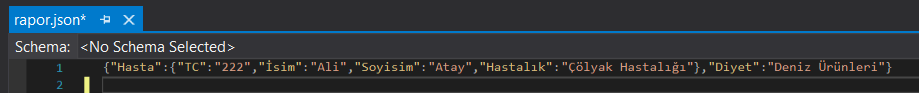 rapor.json*
Schema: <No Schema Selected>
1 {"Hasta":{"TC":"222","İsim":"Ali","Soyisim":"Atay","Hastalık":"Çölyak Hastalığı"},"Diyet":"Deniz Ürünleri"}
2